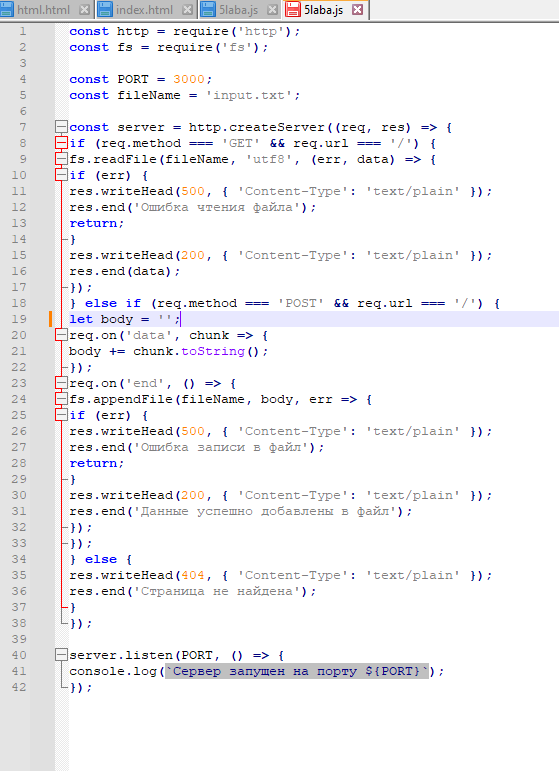 html.html index.html 5laba.js 5laba.js
1 const http = require('http');
2 const fs = require('fs');
3
4 const PORT = 3000;
5 const fileName = 'input.txt';
6
7 const server = http.createServer((req, res) => {
8 if (req.method === 'GET' && req.url === '/') {
9 fs.readFile(fileName, 'utf8', (err, data) => {
10 if (err) {
11 res.writeHead(500, { 'Content-Type': 'text/plain' });
12 res.end('Ошибка чтения файла');
13 return;
14 }
15 res.writeHead(200, { 'Content-Type': 'text/plain' });
16 res.end(data);
17 });
18 } else if (req.method === 'POST' && req.url === '/') {
19 let body = '';
20 req.on('data', chunk => {
21 body += chunk.toString();
22 });
23 req.on('end', () => {
24 fs.appendFile(fileName, body, err => {
25 if (err) {
26 res.writeHead(500, { 'Content-Type': 'text/plain' });
27 res.end('Ошибка записи в файл');
28 return;
29 }
30 res.writeHead(200, { 'Content-Type': 'text/plain' });
31 res.end('Данные успешно добавлены в файл');
32 });
33 });
34 } else {
35 res.writeHead(404, { 'Content-Type': 'text/plain' });
36 res.end('Страница не найдена');
37 }
38 });
39
40 server.listen(PORT, () => {
41 console.log(`Сервер запущен на порту ${PORT}`);
42 });